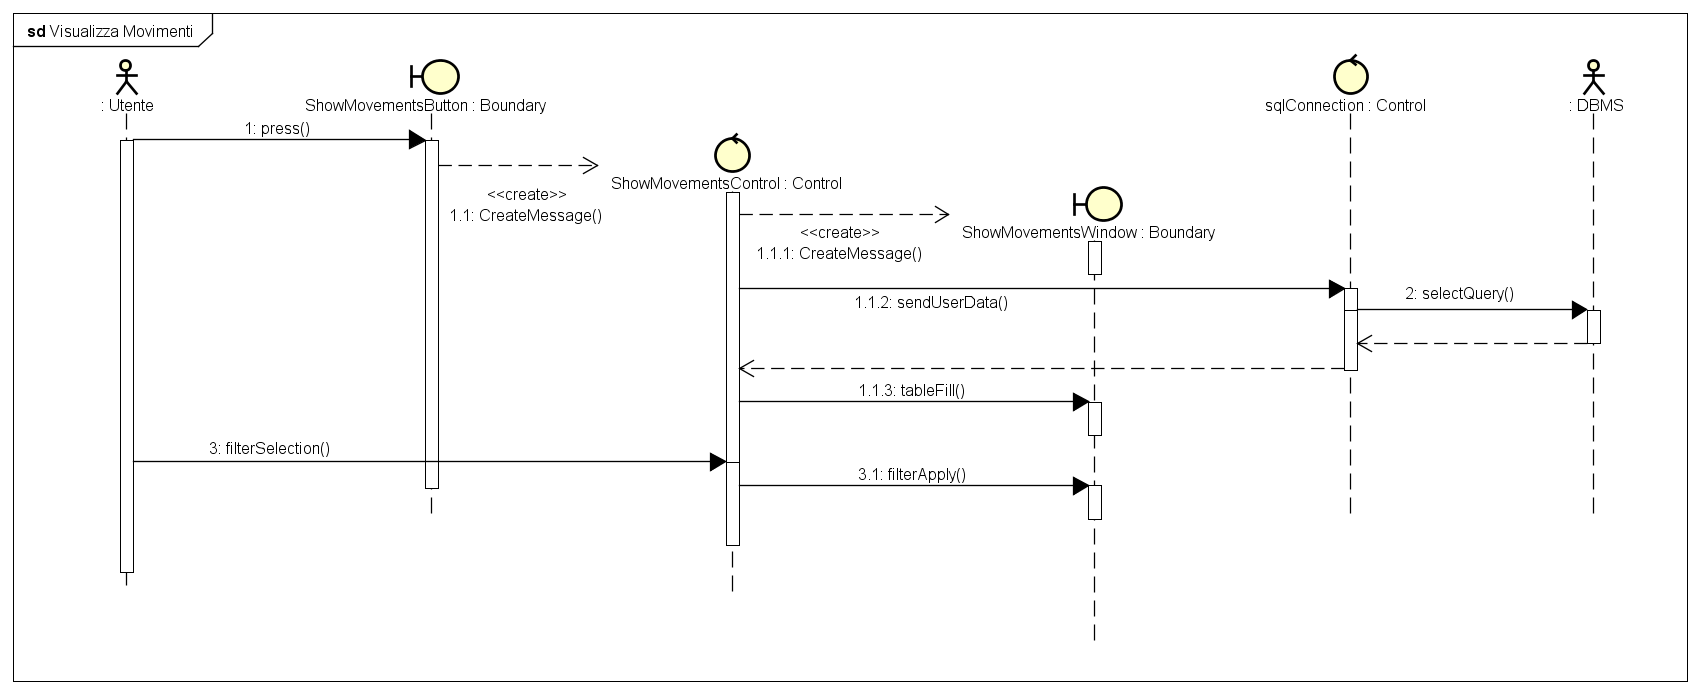 sd Visualizza Movimenti
: Utente
ShowMovementsButton : Boundary
sqlConnection : Control
: DBMS
1: press()
ShowMovementsControl : Control
<<create>>
1.1: CreateMessage()
ShowMovementsWindow : Boundary
<<create>>
1.1.1: CreateMessage()
1.1.2: sendUserData()
2: selectQuery()
1.1.3: tableFill()
3: filterSelection()
3.1: filterApply()